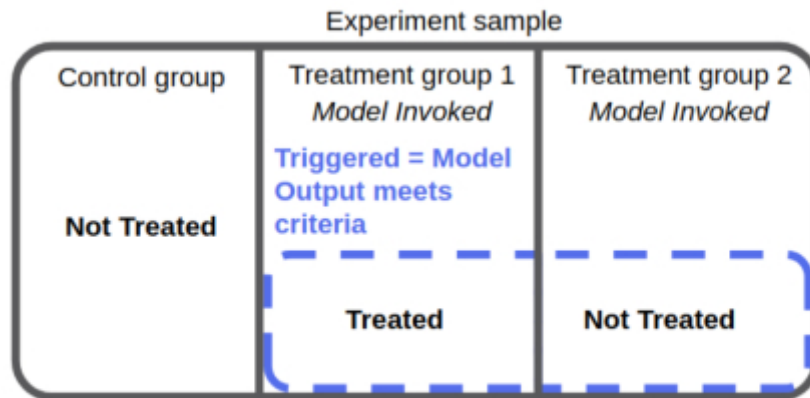 Experiment sample
Control group
Not Treated
Treatment group 1
Model Invoked
Triggered = Model
Output meets
criteria
Treated
Treatment group 2
Model Invoked
Not Treated